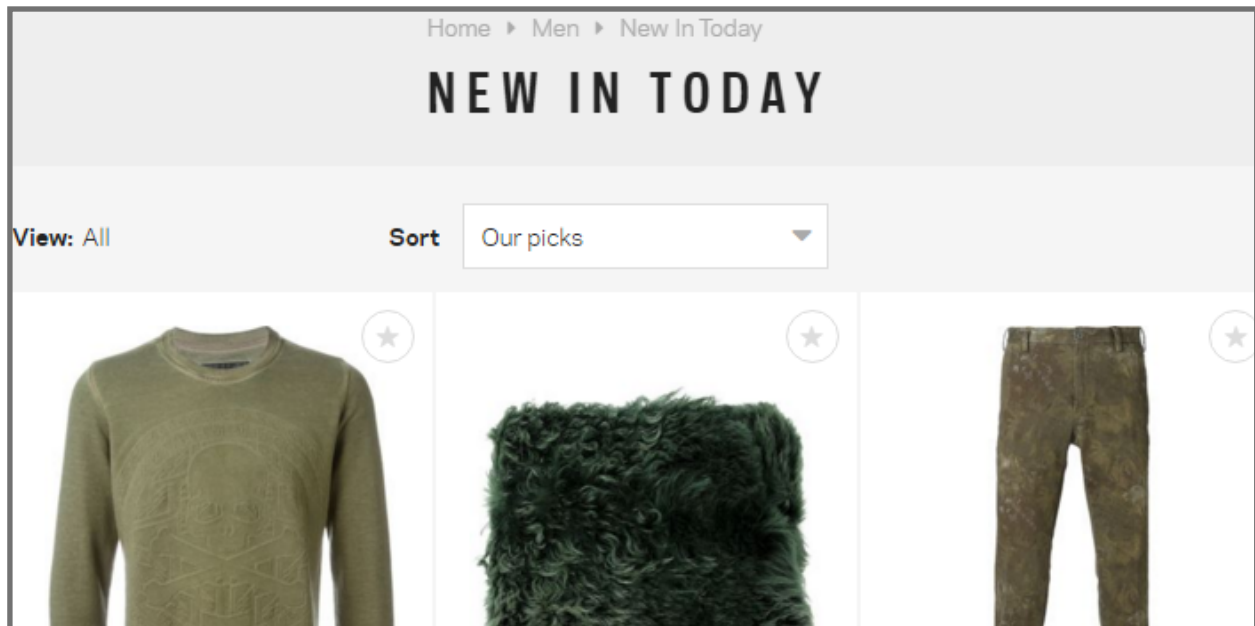 Home ▸ Men ▸ New In Today
NEW IN TODAY
View: All
Sort Our picks